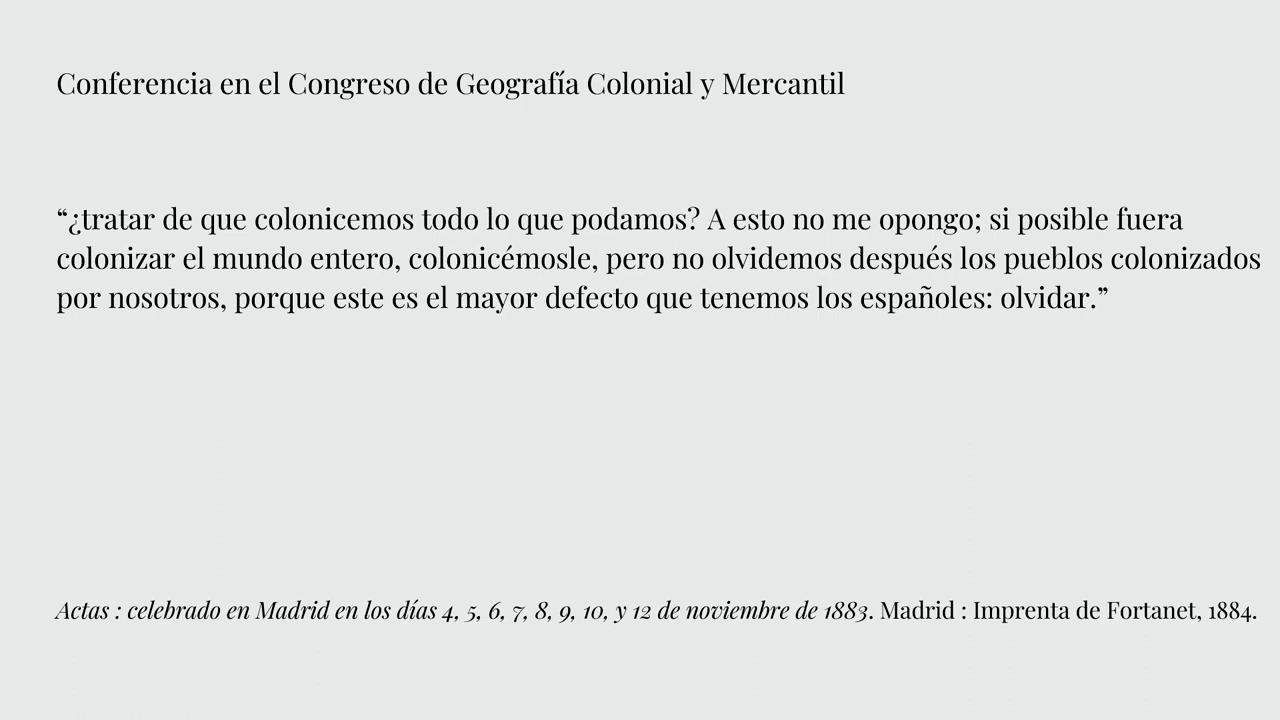 Conferencia en el Congreso de Geografía Colonial y Mercantil
“¿tratar de que colonicemos todo lo que podamos? A esto no me opongo; si posible fuera
colonizar el mundo entero, colonicémosle, pero no olvidemos después los pueblos colonizados
por nosotros, porque este es el mayor defecto que tenemos los españoles: olvidar.”
Actas : celebrado en Madrid en los días 4, 5, 6, 7, 8, 9, 10, y 12 de noviembre de 1883. Madrid : Imprenta de Fortanet, 1884.